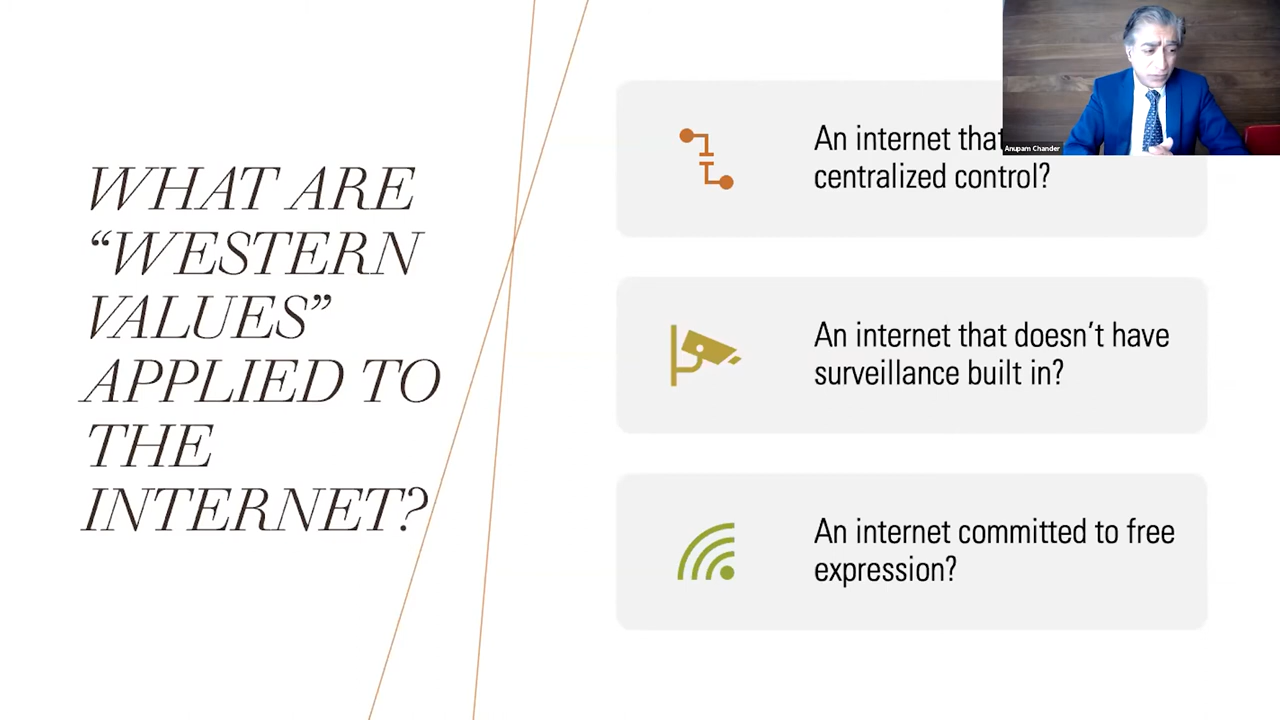 WHAT ARE
“WESTERN
VALUES”
APPLIED TO
THE
INTERNET?
An internet that
centralized control?
An internet that doesn’t have
surveillance built in?
An internet committed to free
expression?
Anupam Chander